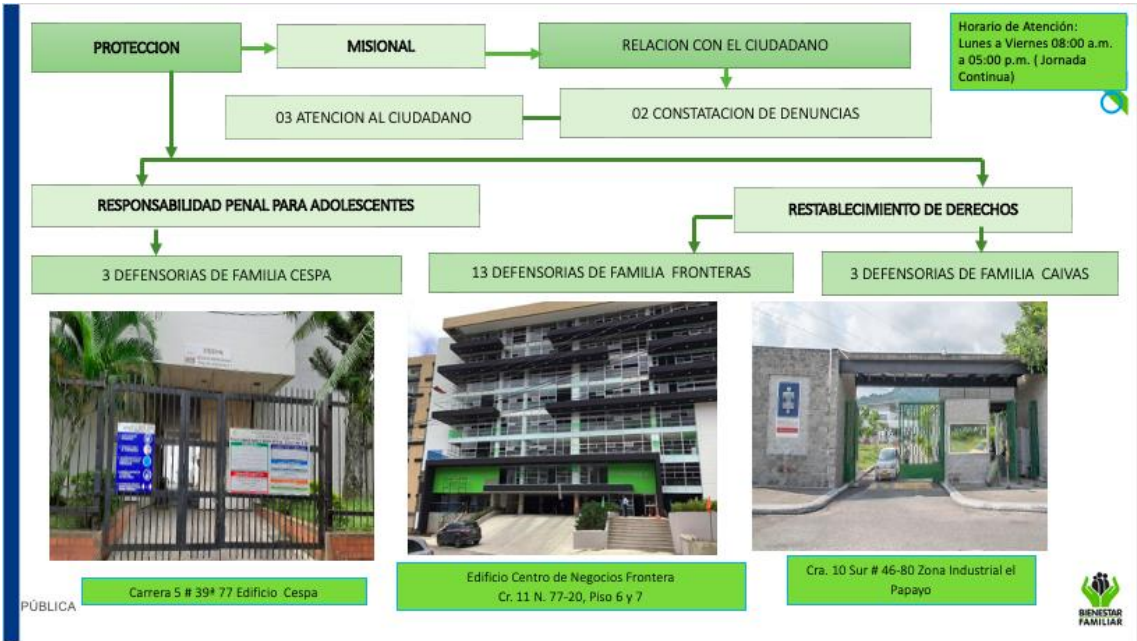 PROTECCION
MISIONAL
RELACION CON EL CIUDADANO
Horario de Atención:
Lunes a Viernes 08:00 a.m.
a 05:00 p.m. ( Jornada
Continua)
03 ATENCION AL CIUDADANO
02 CONSTATACION DE DENUNCIAS
RESPONSABILIDAD PENAL PARA ADOLESCENTES
RESTABLECIMIENTO DE DERECHOS
3 DEFENSORIAS DE FAMILIA CESPA
13 DEFENSORIAS DE FAMILIA FRONTERAS
3 DEFENSORIAS DE FAMILIA CAIVAS
Carrera 5 # 39ª 77 Edificio Cespa
Edificio Centro de Negocios Frontera
Cr. 11 N. 77-20, Piso 6 y 7
Cra. 10 Sur # 46-80 Zona Industrial el
Papayo
PÚBLICA
BIENESTAR
FAMILIAR